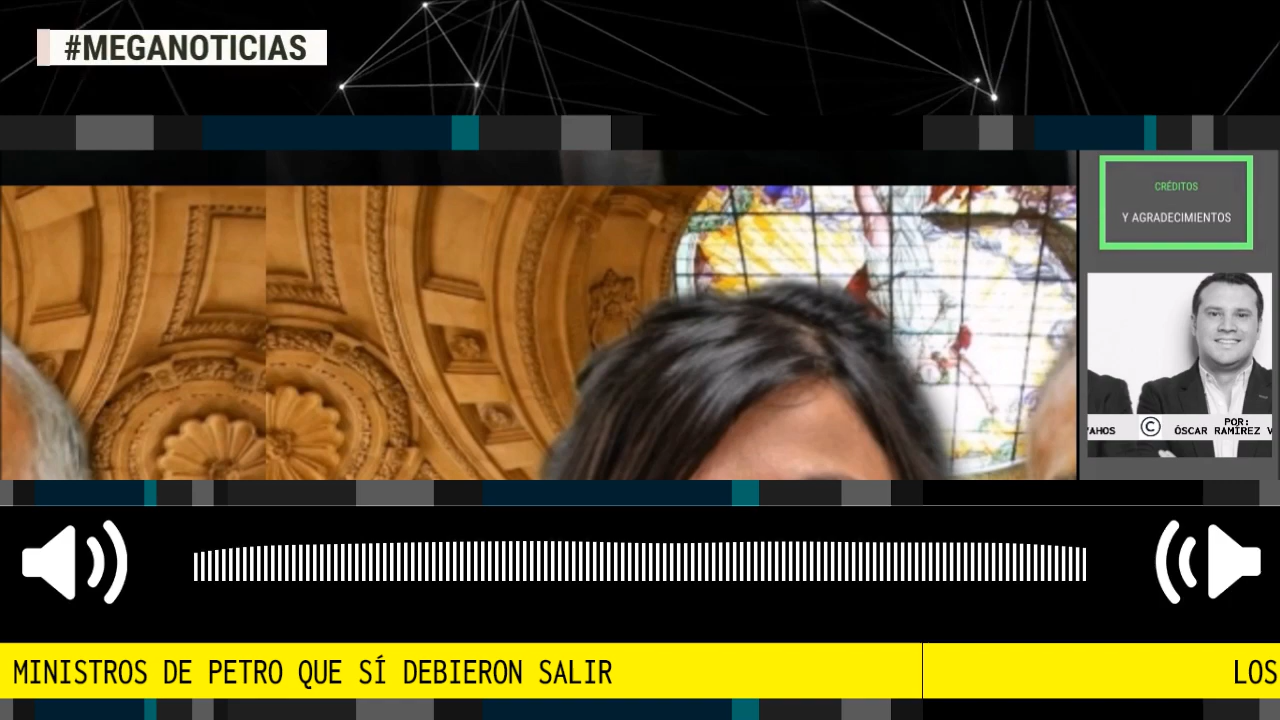 #MEGANOTICIAS
CRÉDITOS
Y AGRADECIMIENTOS
POR:
©
ÓSCAR RAMÍREZ V
MINISTROS DE PETRO QUE SÍ DEBIERON SALIR
LOS